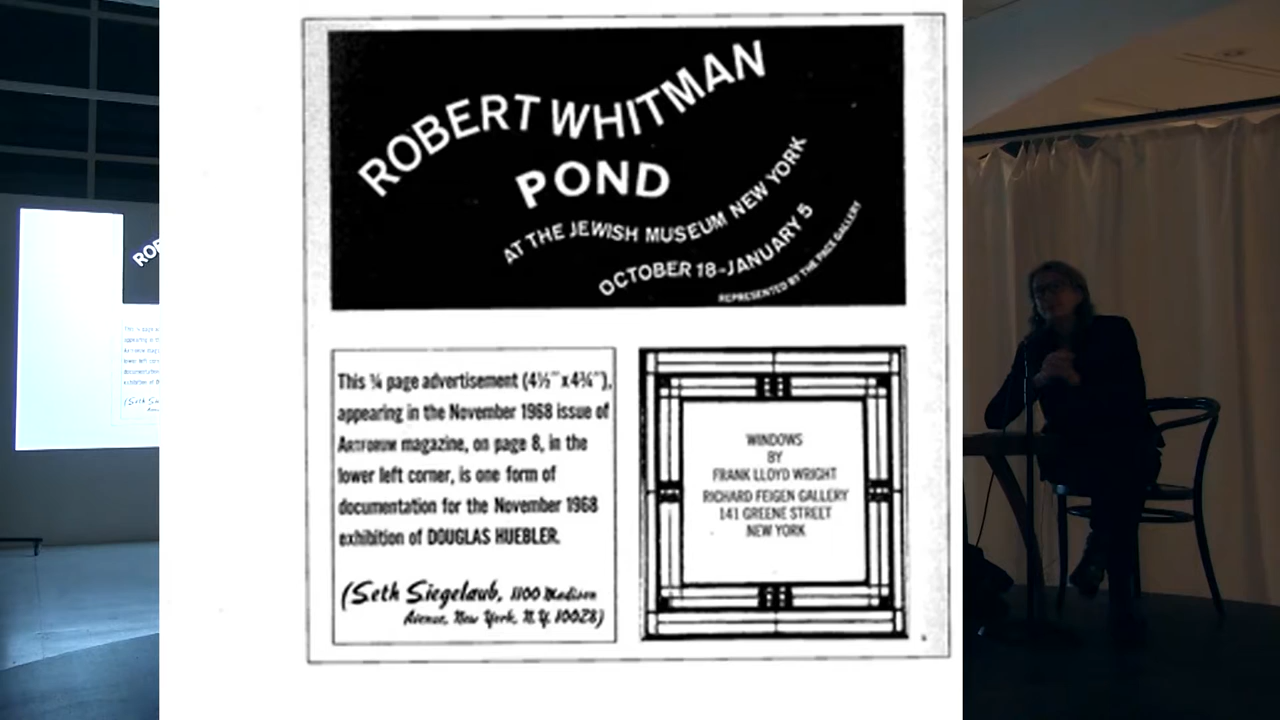 ROBERT WHITMAN
POND
AT THE JEWISH MUSEUM NEW YORK
OCTOBER 18-JANUARY 5
REPRESENTED BY THE PACE GALLERY
This ¼ page advertisement (4½"x4¾"),
appearing in the November 1968 issue of
ARTFORUM magazine, on page 8, in the
lower left corner, is one form of
documentation for the November 1968
exhibition of DOUGLAS HUEBLER.
(Seth Siegelaub, 1100 Madison
Avenue, New York, N.Y. 10028)
WINDOWS
BY
FRANK LLOYD WRIGHT
RICHARD FEIGEN GALLERY
141 GREENE STREET
NEW YORK